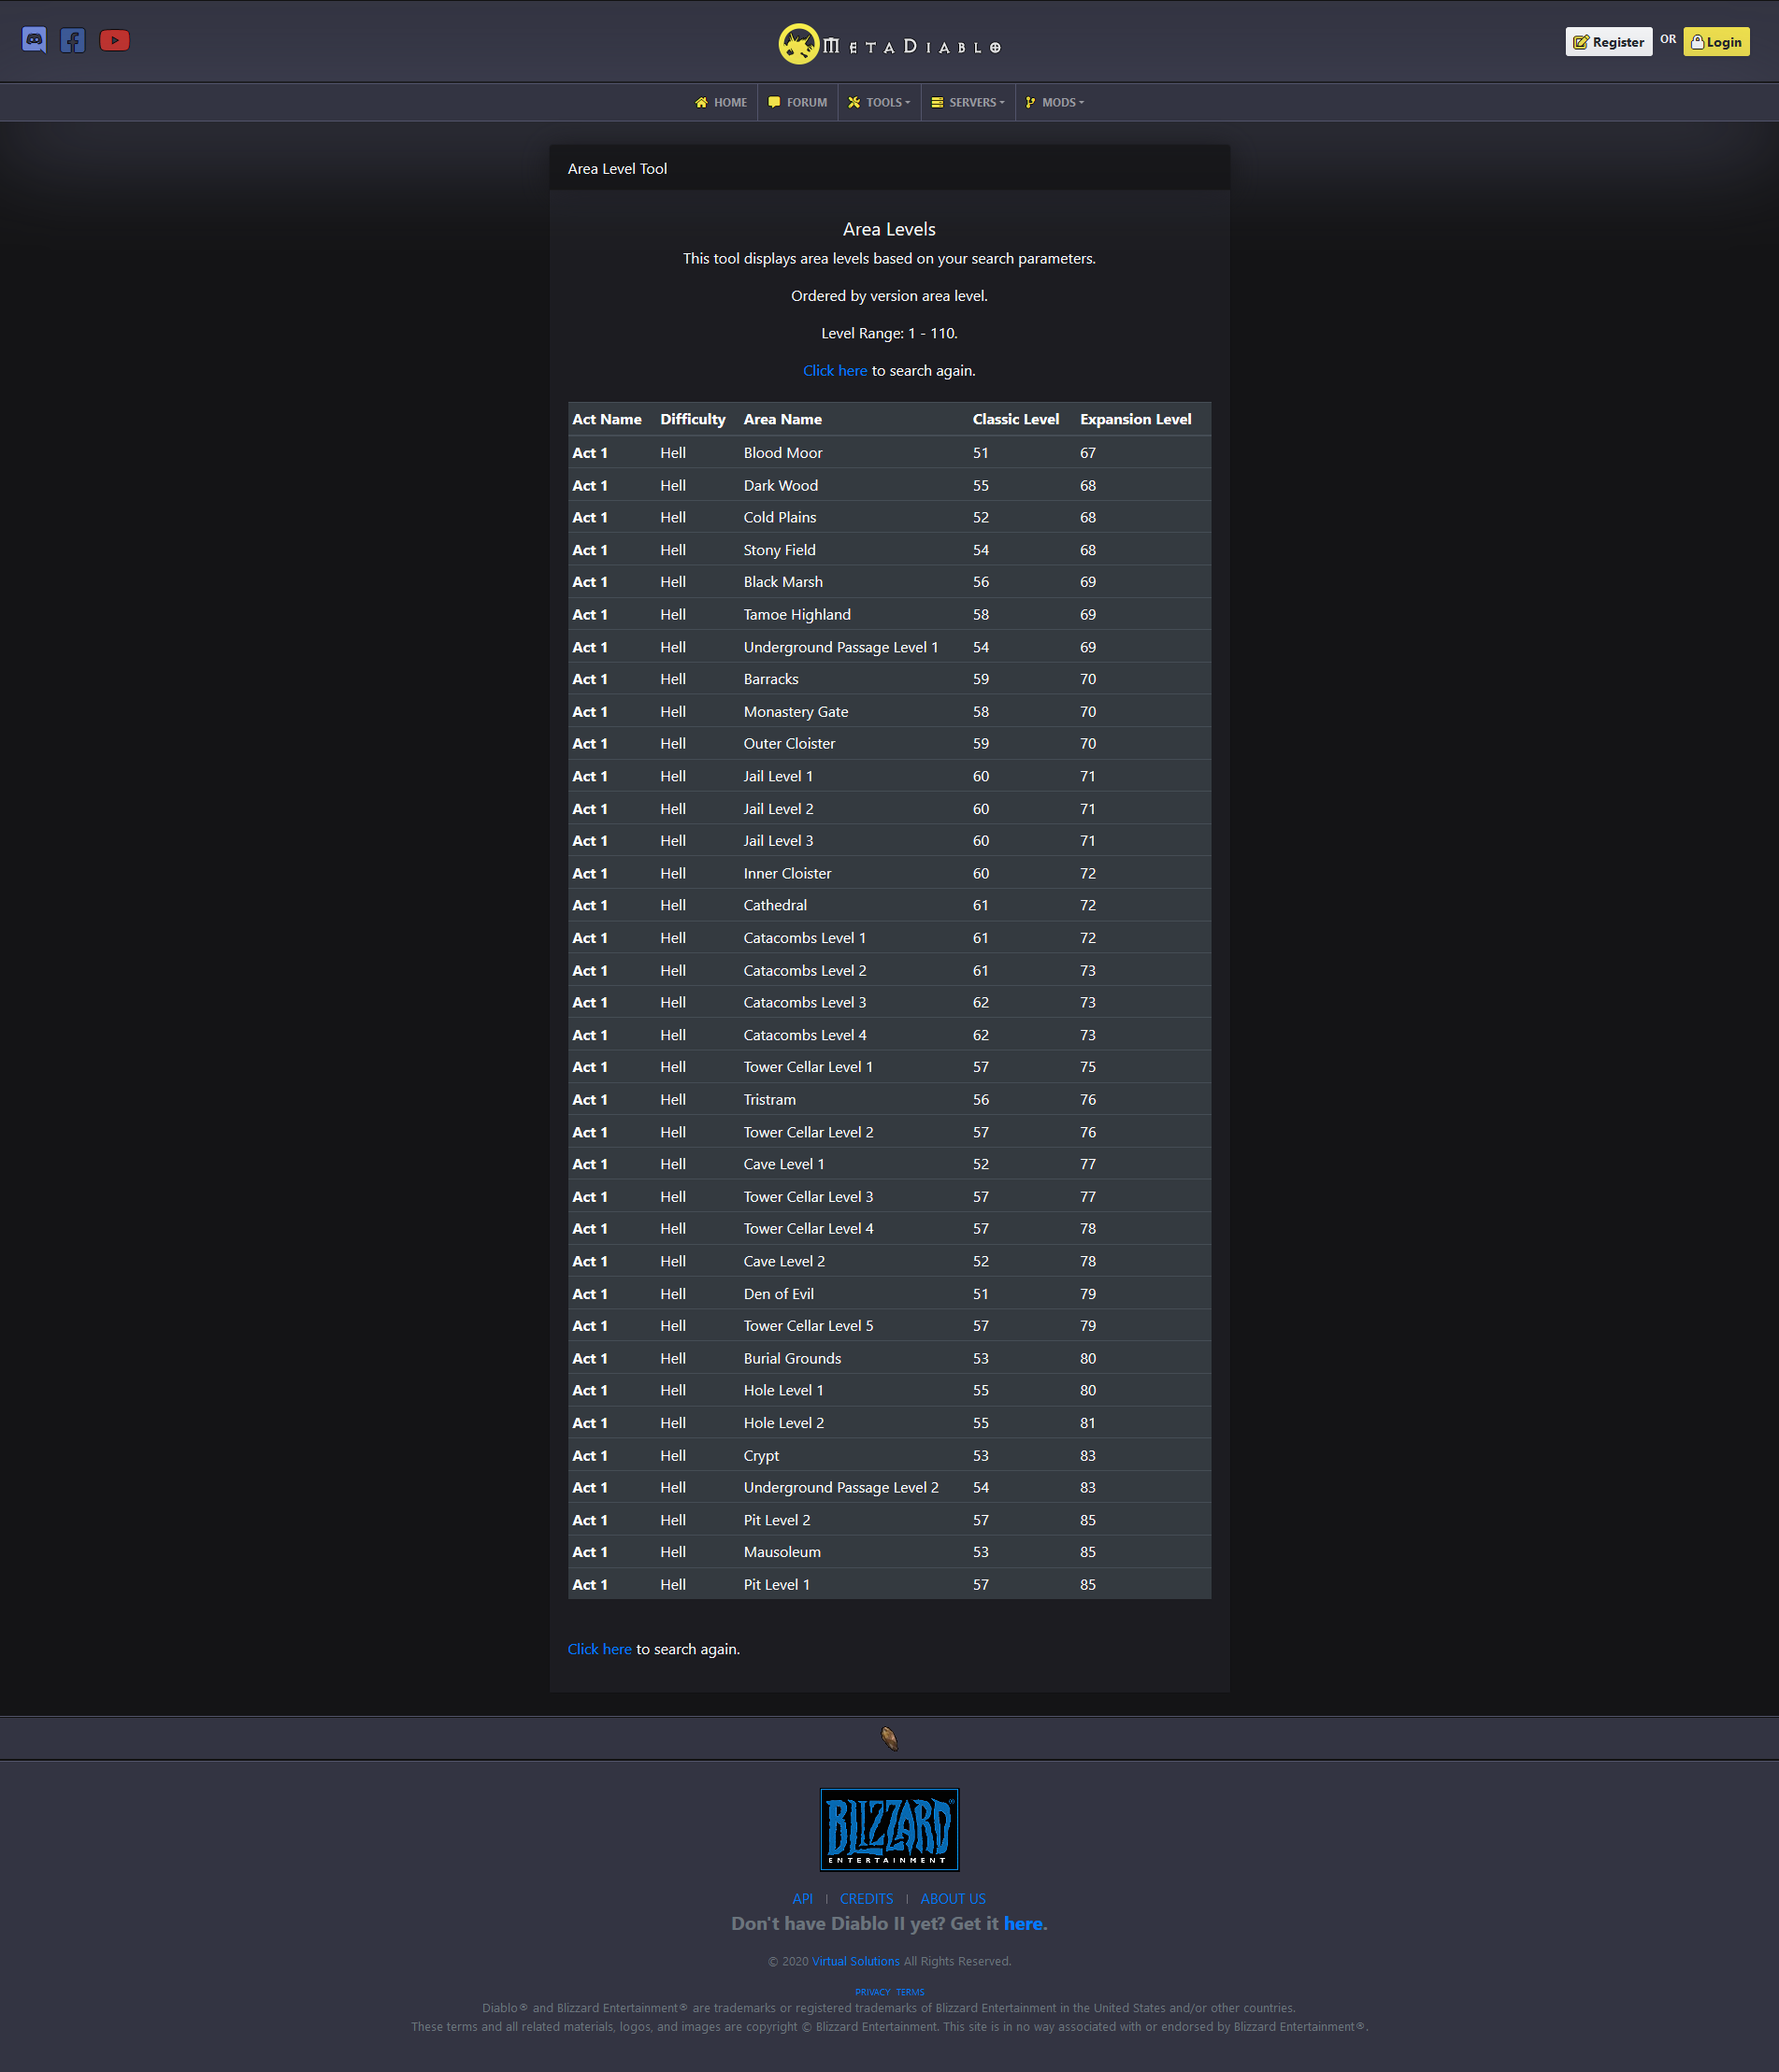 MetaDiablo
Register OR Login
HOME FORUM TOOLS SERVERS MODS
Area Level Tool
Area Levels
This tool displays area levels based on your search parameters.
Ordered by version area level.
Level Range: 1 - 110.
Click here to search again.
Act Name Difficulty Area Name Classic Level Expansion Level
Act 1 Hell Blood Moor 51 67
Act 1 Hell Dark Wood 55 68
Act 1 Hell Cold Plains 52 68
Act 1 Hell Stony Field 54 68
Act 1 Hell Black Marsh 56 69
Act 1 Hell Tamoe Highland 58 69
Act 1 Hell Underground Passage Level 1 54 69
Act 1 Hell Barracks 59 70
Act 1 Hell Monastery Gate 58 70
Act 1 Hell Outer Cloister 59 70
Act 1 Hell Jail Level 1 60 71
Act 1 Hell Jail Level 2 60 71
Act 1 Hell Jail Level 3 60 71
Act 1 Hell Inner Cloister 60 72
Act 1 Hell Cathedral 61 72
Act 1 Hell Catacombs Level 1 61 72
Act 1 Hell Catacombs Level 2 61 73
Act 1 Hell Catacombs Level 3 62 73
Act 1 Hell Catacombs Level 4 62 73
Act 1 Hell Tower Cellar Level 1 57 75
Act 1 Hell Tristram 56 76
Act 1 Hell Tower Cellar Level 2 57 76
Act 1 Hell Cave Level 1 52 77
Act 1 Hell Tower Cellar Level 3 57 77
Act 1 Hell Tower Cellar Level 4 57 78
Act 1 Hell Cave Level 2 52 78
Act 1 Hell Den of Evil 51 79
Act 1 Hell Tower Cellar Level 5 57 79
Act 1 Hell Burial Grounds 53 80
Act 1 Hell Hole Level 1 55 80
Act 1 Hell Hole Level 2 55 81
Act 1 Hell Crypt 53 83
Act 1 Hell Underground Passage Level 2 54 83
Act 1 Hell Pit Level 2 57 85
Act 1 Hell Mausoleum 53 85
Act 1 Hell Pit Level 1 57 85
Click here to search again.
BLIZZARD®
ENTERTAINMENT
API | CREDITS | ABOUT US
Don't have Diablo II yet? Get it here.
© 2020 Virtual Solutions All Rights Reserved.
PRIVACY TERMS
Diablo® and Blizzard Entertainment® are trademarks or registered trademarks of Blizzard Entertainment in the United States and/or other countries.
These terms and all related materials, logos, and images are copyright © Blizzard Entertainment. This site is in no way associated with or endorsed by Blizzard Entertainment®.